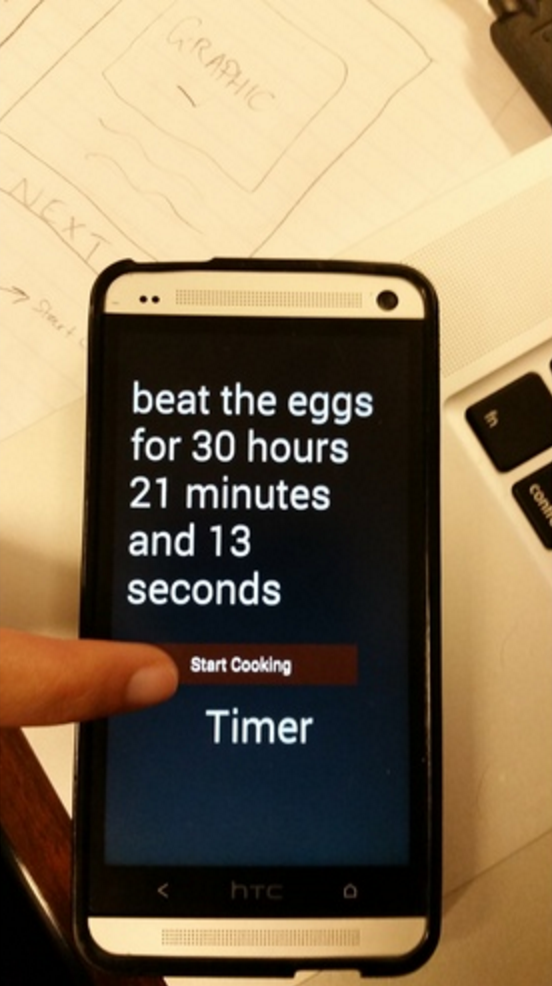 GRAPHIC
NEXT
Start
beat the eggs
for 30 hours
21 minutes
and 13
seconds
Start Cooking
Timer
hTC
fn